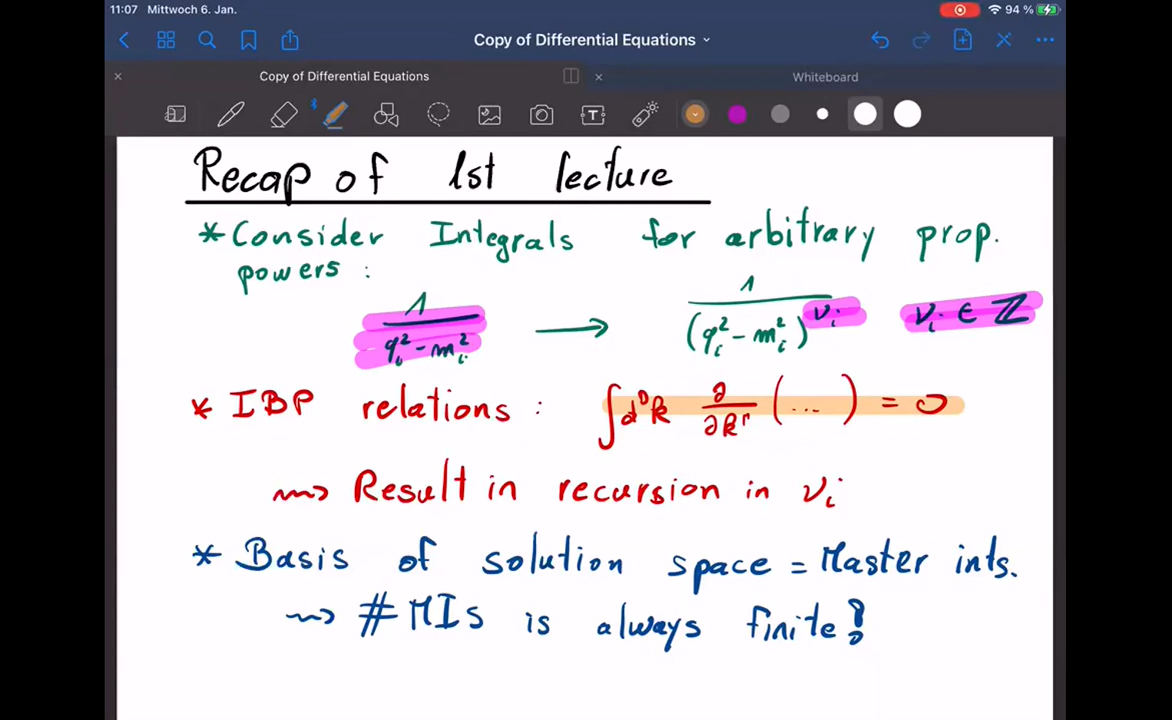 11:07 Mittwoch 6. Jan. 94 %
Copy of Differential Equations
Copy of Differential Equations Whiteboard
Recap of 1st lecture
* Consider Integrals for arbitrary prop.
powers :
1/(q_i^2 - m_i^2) → 1/(q_i^2 - m_i^2)^{ν_i} ν_i ∈ ℤ
* IBP relations : ∫d^D k ∂/∂k^μ (...) = 0
⇝ Result in recursion in ν_i
* Basis of solution space = Master ints.
⇝ # MIs is always finite!